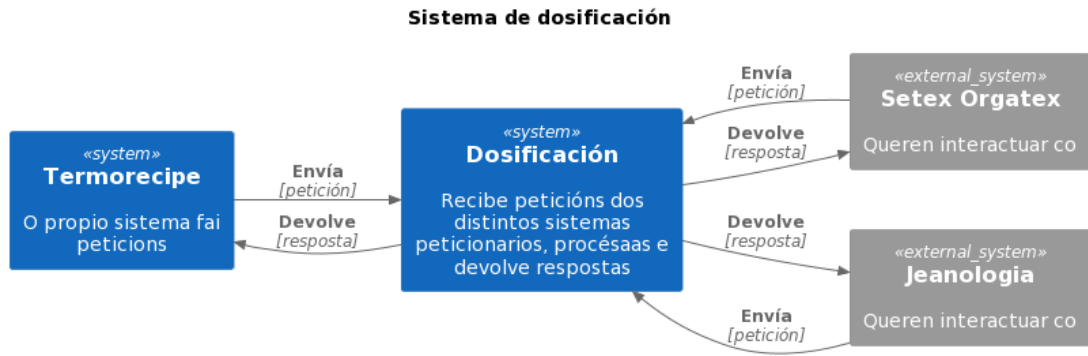 Sistema de dosificación
«system»
Termorecipe
O propio sistema fai
peticions
Envía
[petición]
Devolve
[resposta]
«system»
Dosificación
Recibe peticións dos
distintos sistemas
peticionarios, procésaas e
devolve respostas
Envía
[petición]
Devolve
[resposta]
«external_system»
Setex Orgatex
Queren interactuar co
Devolve
[resposta]
Envía
[petición]
«external_system»
Jeanologia
Queren interactuar co